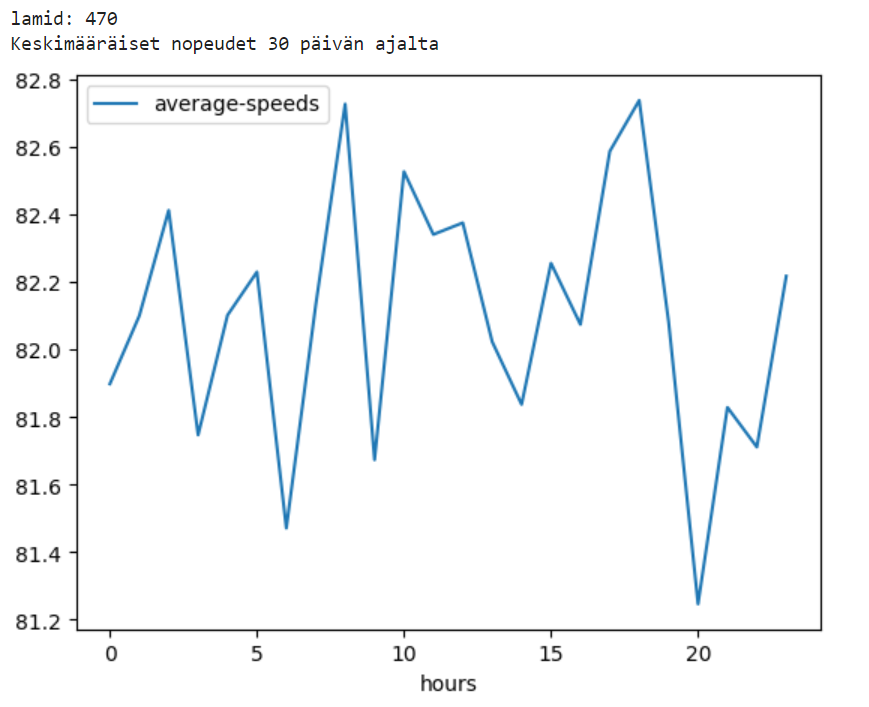 lamid: 470
Keskimääräiset nopeudet 30 päivän ajalta
average-speeds
82.8
82.6
82.4
82.2
82.0
81.8
81.6
81.4
81.2
0 5 10 15 20
hours